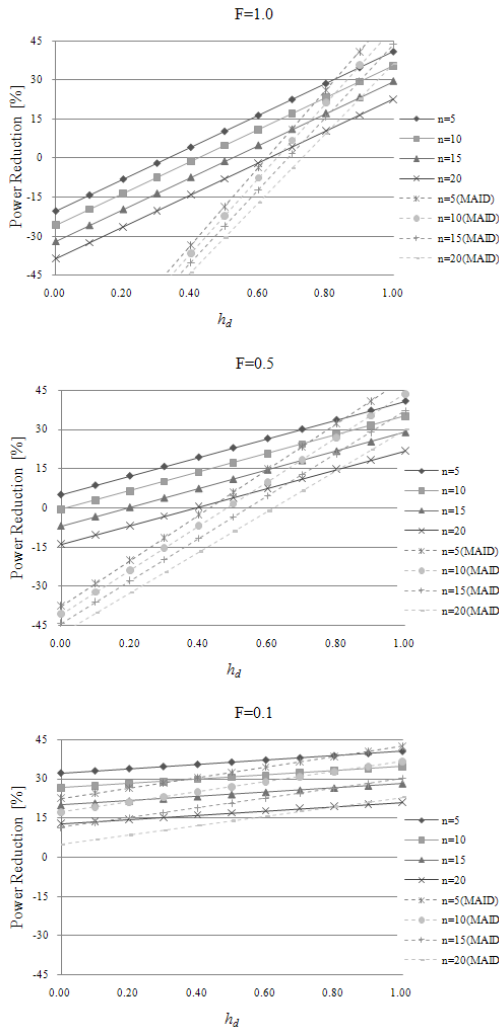 F=1.0
Power Reduction [%]
45
30
15
0
-15
-30
-45
0.00 0.20 0.40 0.60 0.80 1.00
h_d
n=5
n=10
n=15
n=20
n=5(MAID)
n=10(MAID)
n=15(MAID)
n=20(MAID)
F=0.5
Power Reduction [%]
45
30
15
0
-15
-30
-45
0.00 0.20 0.40 0.60 0.80 1.00
h_d
n=5
n=10
n=15
n=20
n=5(MAID)
n=10(MAID)
n=15(MAID)
n=20(MAID)
F=0.1
Power Reduction [%]
45
30
15
0
-15
-30
-45
0.00 0.20 0.40 0.60 0.80 1.00
h_d
n=5
n=10
n=15
n=20
n=5(MAID)
n=10(MAID)
n=15(MAID)
n=20(MAID)